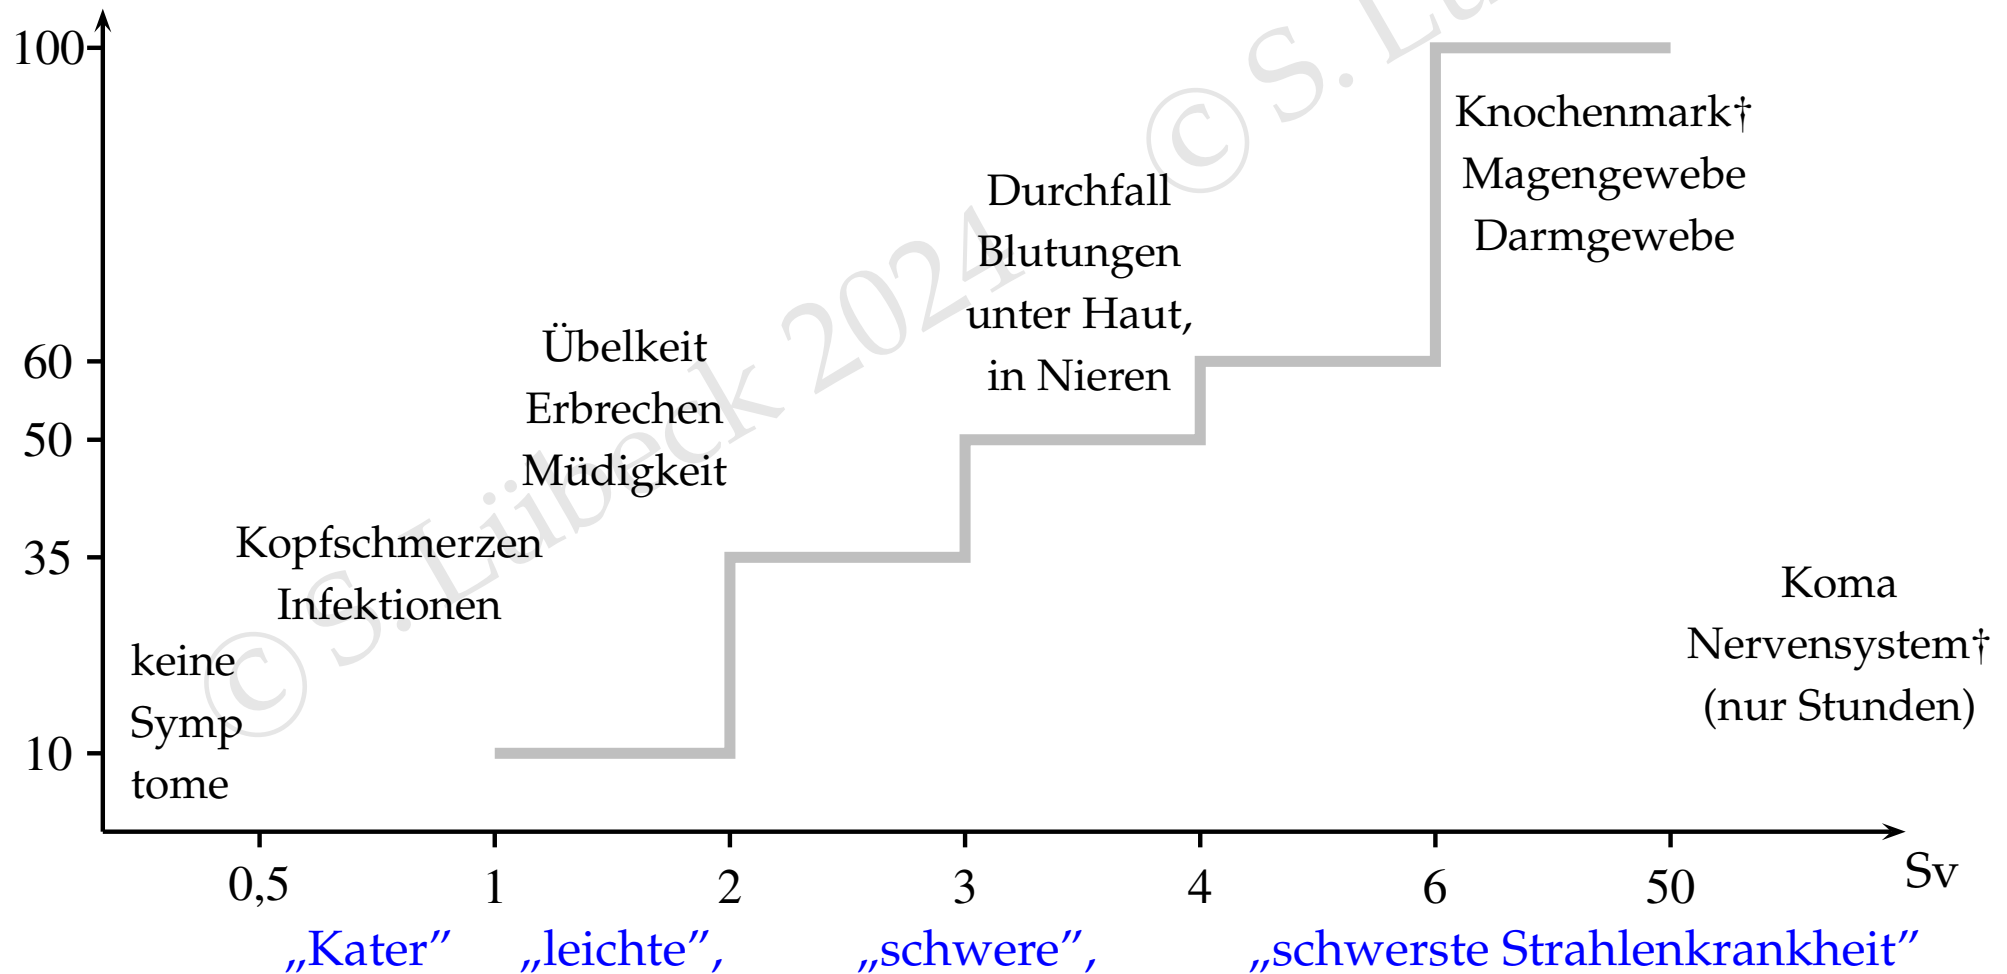 100
60
50
35
10
keine
Symp
tome
Kopfschmerzen
Infektionen
Übelkeit
Erbrechen
Müdigkeit
Durchfall
Blutungen
unter Haut,
in Nieren
Knochenmark†
Magengewebe
Darmgewebe
Koma
Nervensystem†
(nur Stunden)
0,5 1 2 3 4 6 50 Sv
„Kater” „leichte”, „schwere”, „schwerste Strahlenkrankheit”
© S. Lübeck 2024 © S. Lü